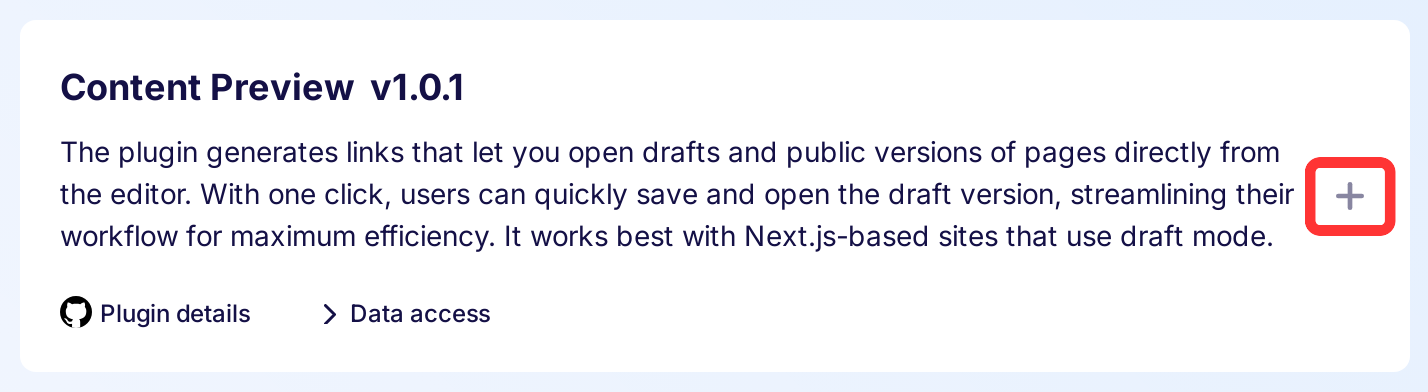 Content Preview v1.0.1
The plugin generates links that let you open drafts and public versions of pages directly from
the editor. With one click, users can quickly save and open the draft version, streamlining their
workflow for maximum efficiency. It works best with Next.js-based sites that use draft mode.
Plugin details
Data access